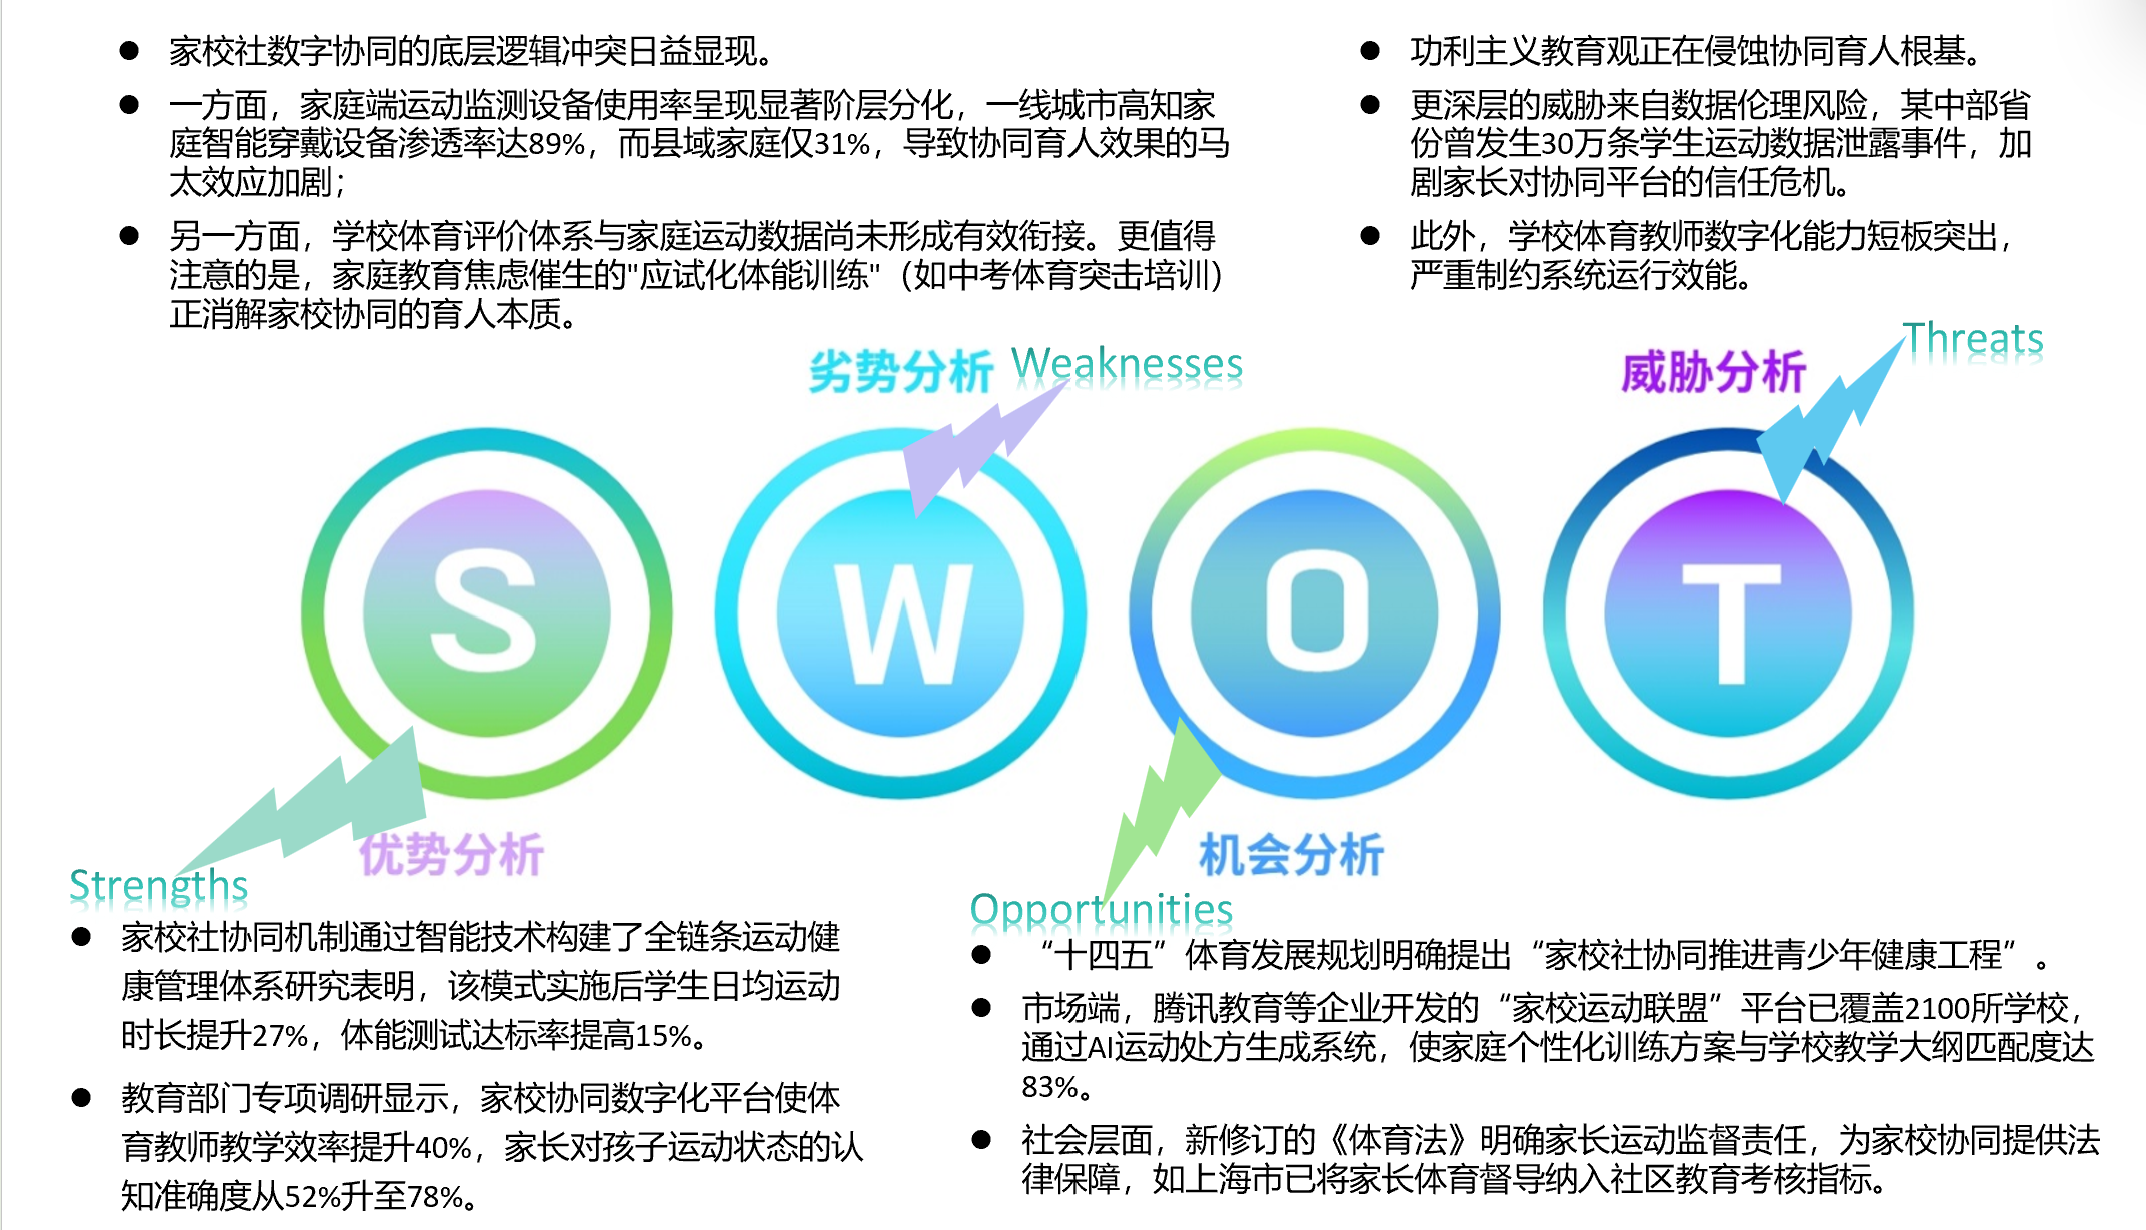 家校社数字协同的底层逻辑冲突日益显现。
一方面，家庭端运动监测设备使用率呈现显著阶层分化，一线城市高知家
庭智能穿戴设备渗透率达89%，而县域家庭仅31%，导致协同育人效果的马
太效应加剧；
另一方面，学校体育评价体系与家庭运动数据尚未形成有效衔接。更值得
注意的是，家庭教育焦虑催生的"应试化体能训练"（如中考体育突击培训）
正消解家校协同的育人本质。
功利主义教育观正在侵蚀协同育人根基。
更深层的威胁来自数据伦理风险，某中部省
份曾发生30万条学生运动数据泄露事件，加
剧家长对协同平台的信任危机。
此外，学校体育教师数字化能力短板突出，
严重制约系统运行效能。
劣势分析 Weaknesses
威胁分析 Threats
S
W
O
T
优势分析
Strengths
家校社协同机制通过智能技术构建了全链条运动健
康管理体系研究表明，该模式实施后学生日均运动
时长提升27%，体能测试达标率提高15%。
教育部门专项调研显示，家校协同数字化平台使体
育教师教学效率提升40%，家长对孩子运动状态的认
知准确度从52%升至78%。
机会分析
Opportunities
“十四五”体育发展规划明确提出“家校社协同推进青少年健康工程”。
市场端，腾讯教育等企业开发的“家校运动联盟”平台已覆盖2100所学校，
通过AI运动处方生成系统，使家庭个性化训练方案与学校教学大纲匹配度达
83%。
社会层面，新修订的《体育法》明确家长运动监督责任，为家校协同提供法
律保障，如上海市已将家长体育督导纳入社区教育考核指标。